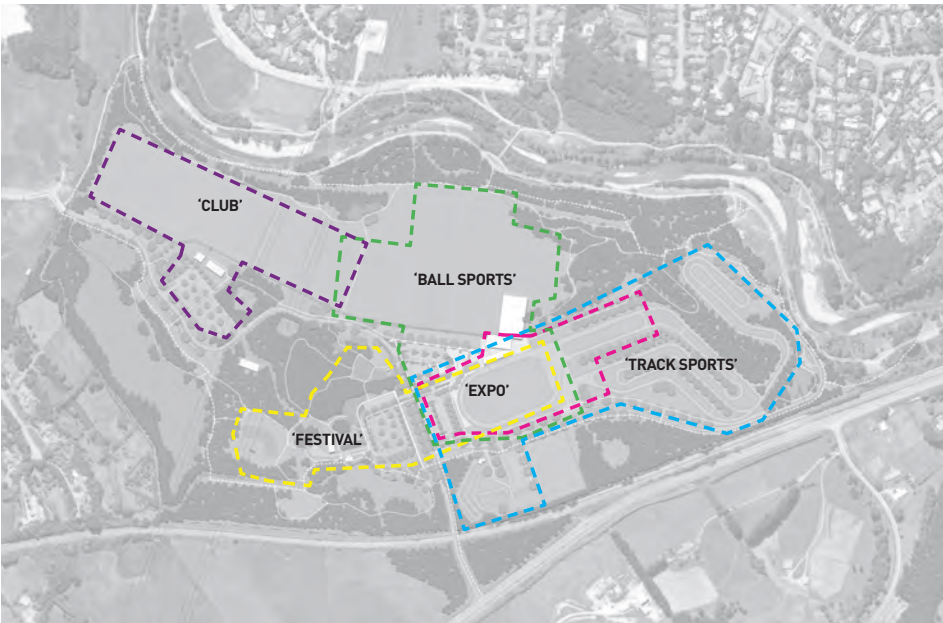 ‘CLUB’
‘BALL SPORTS’
‘TRACK SPORTS’
‘EXPO’
‘FESTIVAL’